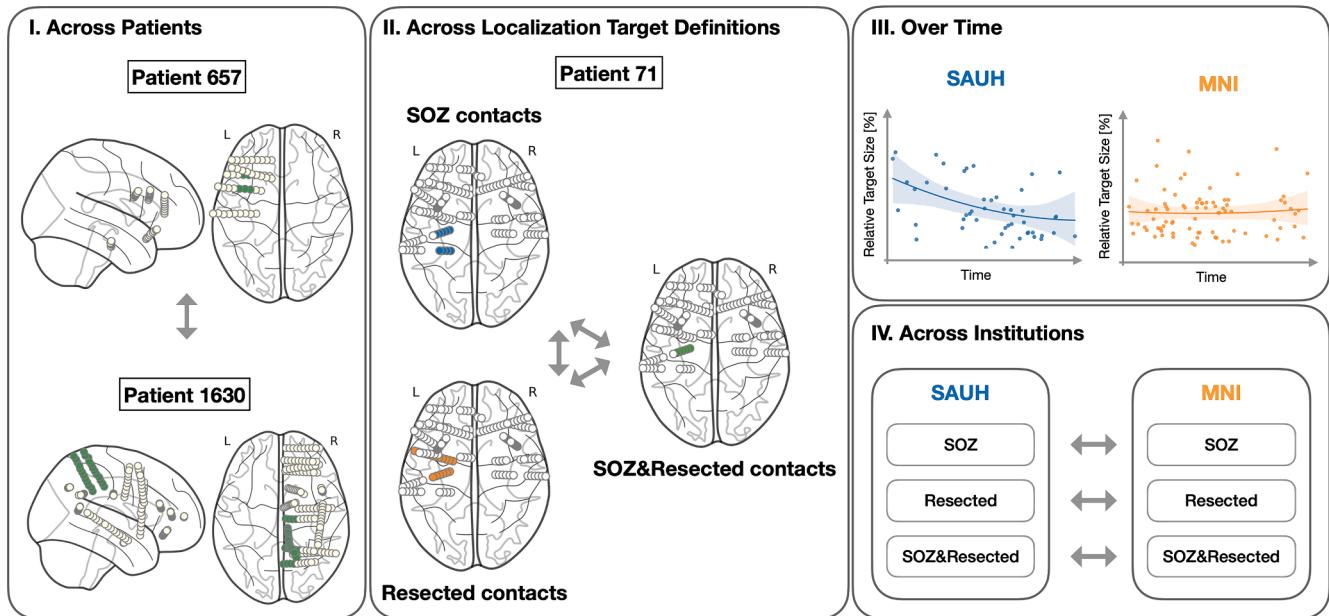 I. Across Patients
Patient 657
L
R
Patient 1630
L
R
II. Across Localization Target Definitions
Patient 71
SOZ contacts
L
R
L
R
SOZ&Resected contacts
L
R
Resected contacts
III. Over Time
SAUH
MNI
Relative Target Size [%]
Time
Relative Target Size [%]
Time
IV. Across Institutions
SAUH
MNI
SOZ
SOZ
Resected
Resected
SOZ&Resected
SOZ&Resected